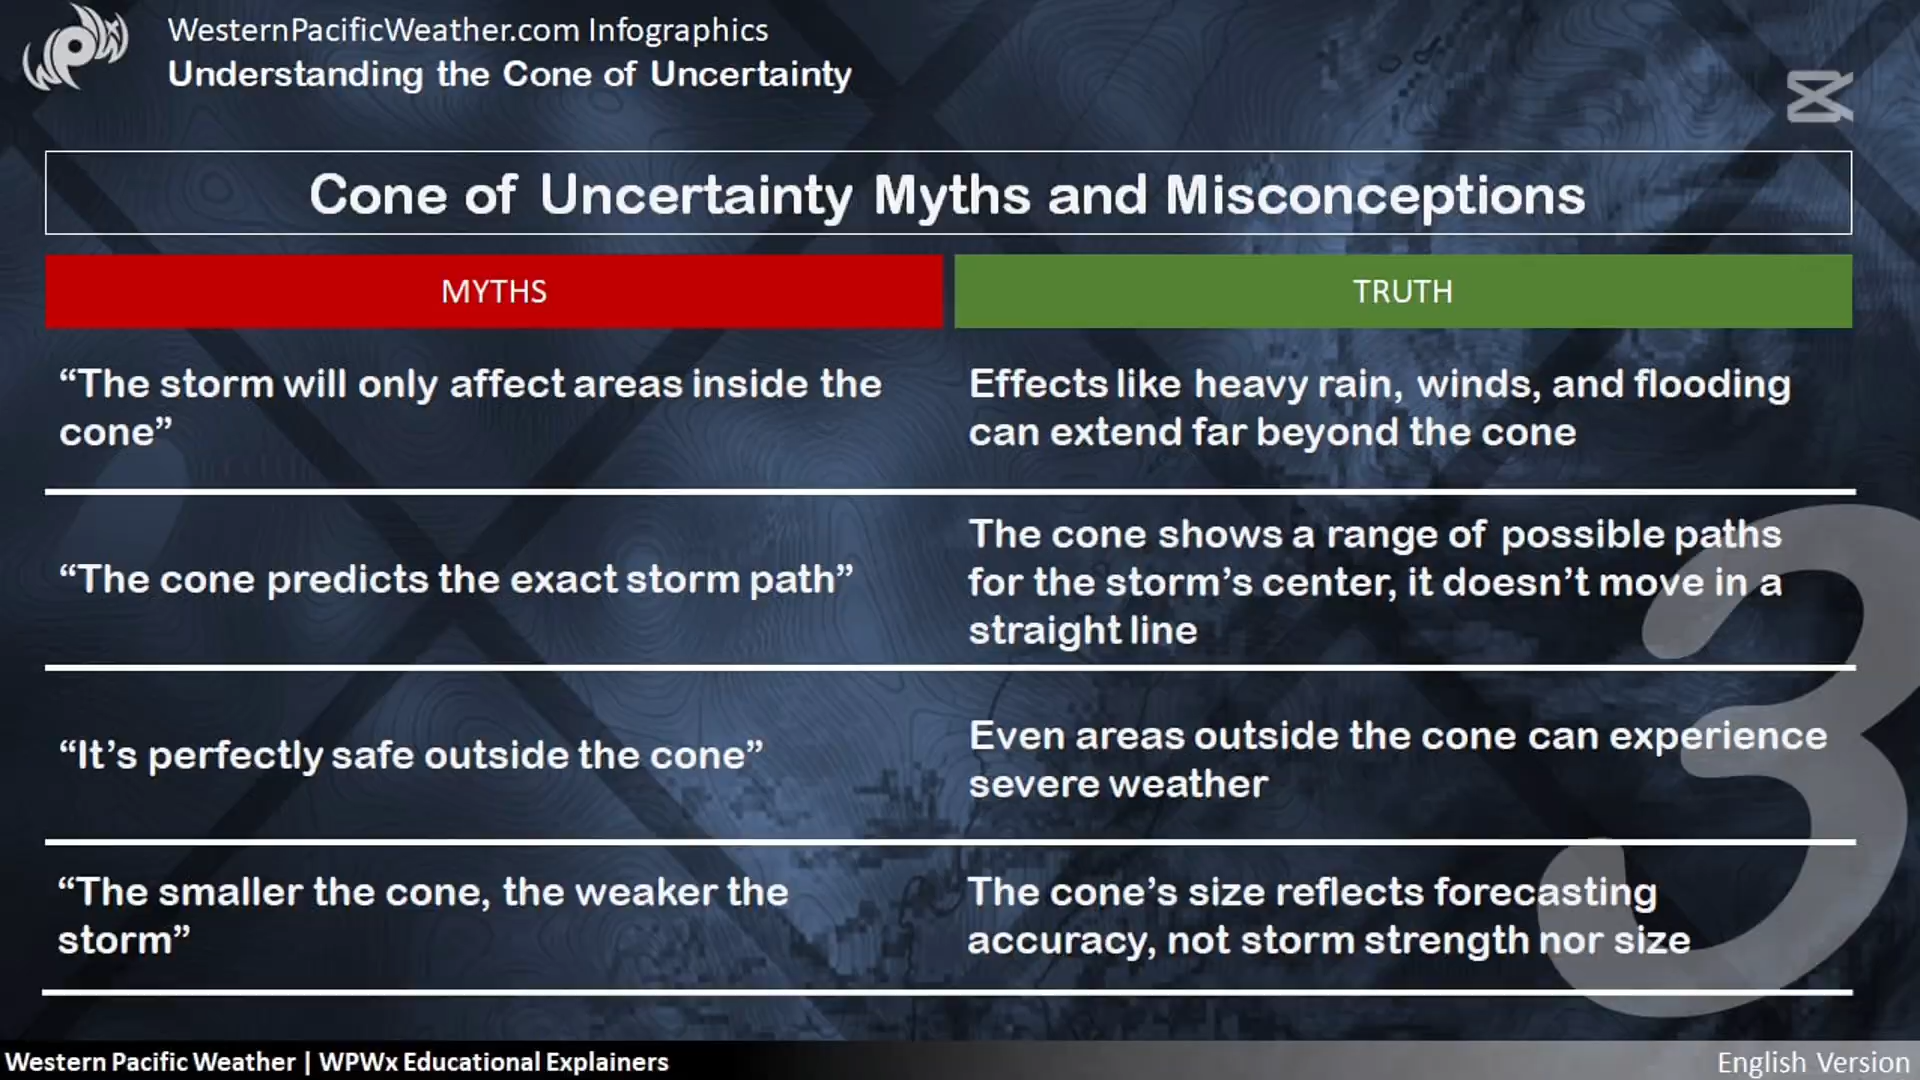 WesternPacificWeather.com Infographics
Understanding the Cone of Uncertainty
Cone of Uncertainty Myths and Misconceptions
MYTHS
TRUTH
“The storm will only affect areas inside the
cone”
Effects like heavy rain, winds, and flooding
can extend far beyond the cone
“The cone predicts the exact storm path”
The cone shows a range of possible paths
for the storm’s center, it doesn’t move in a
straight line
“It’s perfectly safe outside the cone”
Even areas outside the cone can experience
severe weather
“The smaller the cone, the weaker the
storm”
The cone’s size reflects forecasting
accuracy, not storm strength nor size
3
Western Pacific Weather | WPWx Educational Explainers
English Version